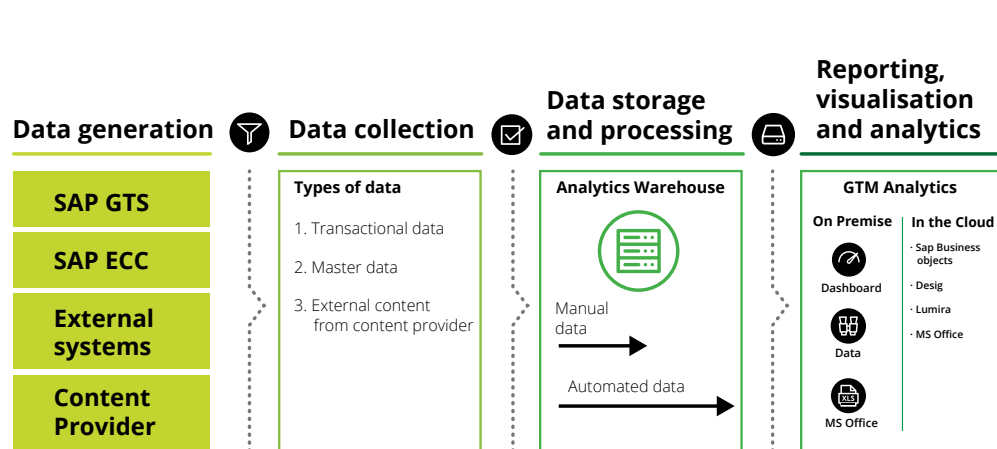 Data generation
SAP GTS
SAP ECC
External
systems
Content
Provider
Data collection
Types of data
1. Transactional data
2. Master data
3. External content
from content provider
Data storage
and processing
Analytics Warehouse
Manual
data
Automated data
Reporting,
visualisation
and analytics
GTM Analytics
On Premise
Dashboard
Data
XLS
MS Office
In the Cloud
· Sap Business
objects
· Desig
· Lumira
· MS Office